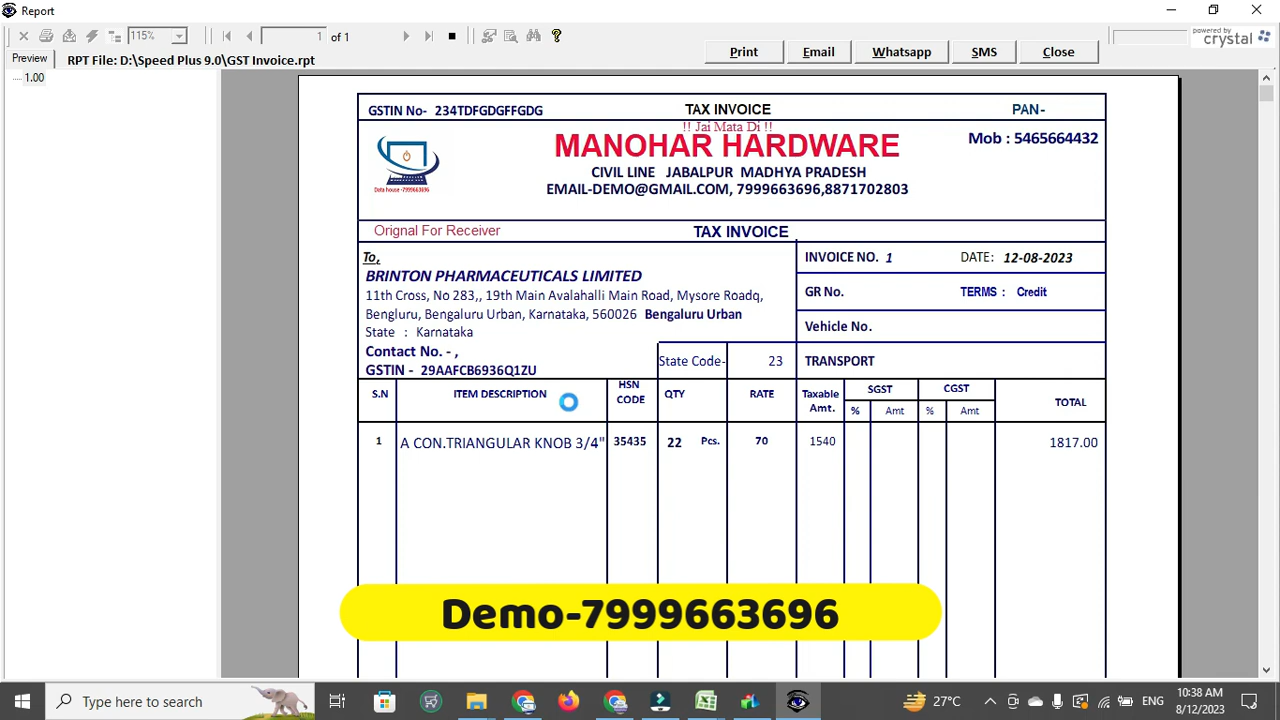 Report
115%
1 of 1
Print Email Whatsapp SMS Close
powered by
crystal
Preview RPT File: D:\Speed Plus 9.0\GST Invoice.rpt
1.00
GSTIN No- 234TDFGDGFFGDG TAX INVOICE PAN-
!! Jai Mata Di !!
MANOHAR HARDWARE Mob : 5465664432
CIVIL LINE JABALPUR MADHYA PRADESH
EMAIL-DEMO@GMAIL.COM, 7999663696,8871702803
Data house -7999663696
Orignal For Receiver TAX INVOICE
To,
BRINTON PHARMACEUTICALS LIMITED
11th Cross, No 283,, 19th Main Avalahalli Main Road, Mysore Roadq,
Bengluru, Bengaluru Urban, Karnataka, 560026 Bengaluru Urban
State : Karnataka
Contact No. - ,
GSTIN - 29AAFCB6936Q1ZU
State Code- 23
INVOICE NO. 1 DATE: 12-08-2023
GR No. TERMS : Credit
Vehicle No.
TRANSPORT
S.N ITEM DESCRIPTION HSN CODE QTY RATE Taxable Amt. SGST CGST TOTAL
% Amt % Amt
1 A CON.TRIANGULAR KNOB 3/4" 35435 22 Pcs. 70 1540 1817.00
Demo-7999663696
Type here to search
27°C
ENG
10:38 AM
8/12/2023